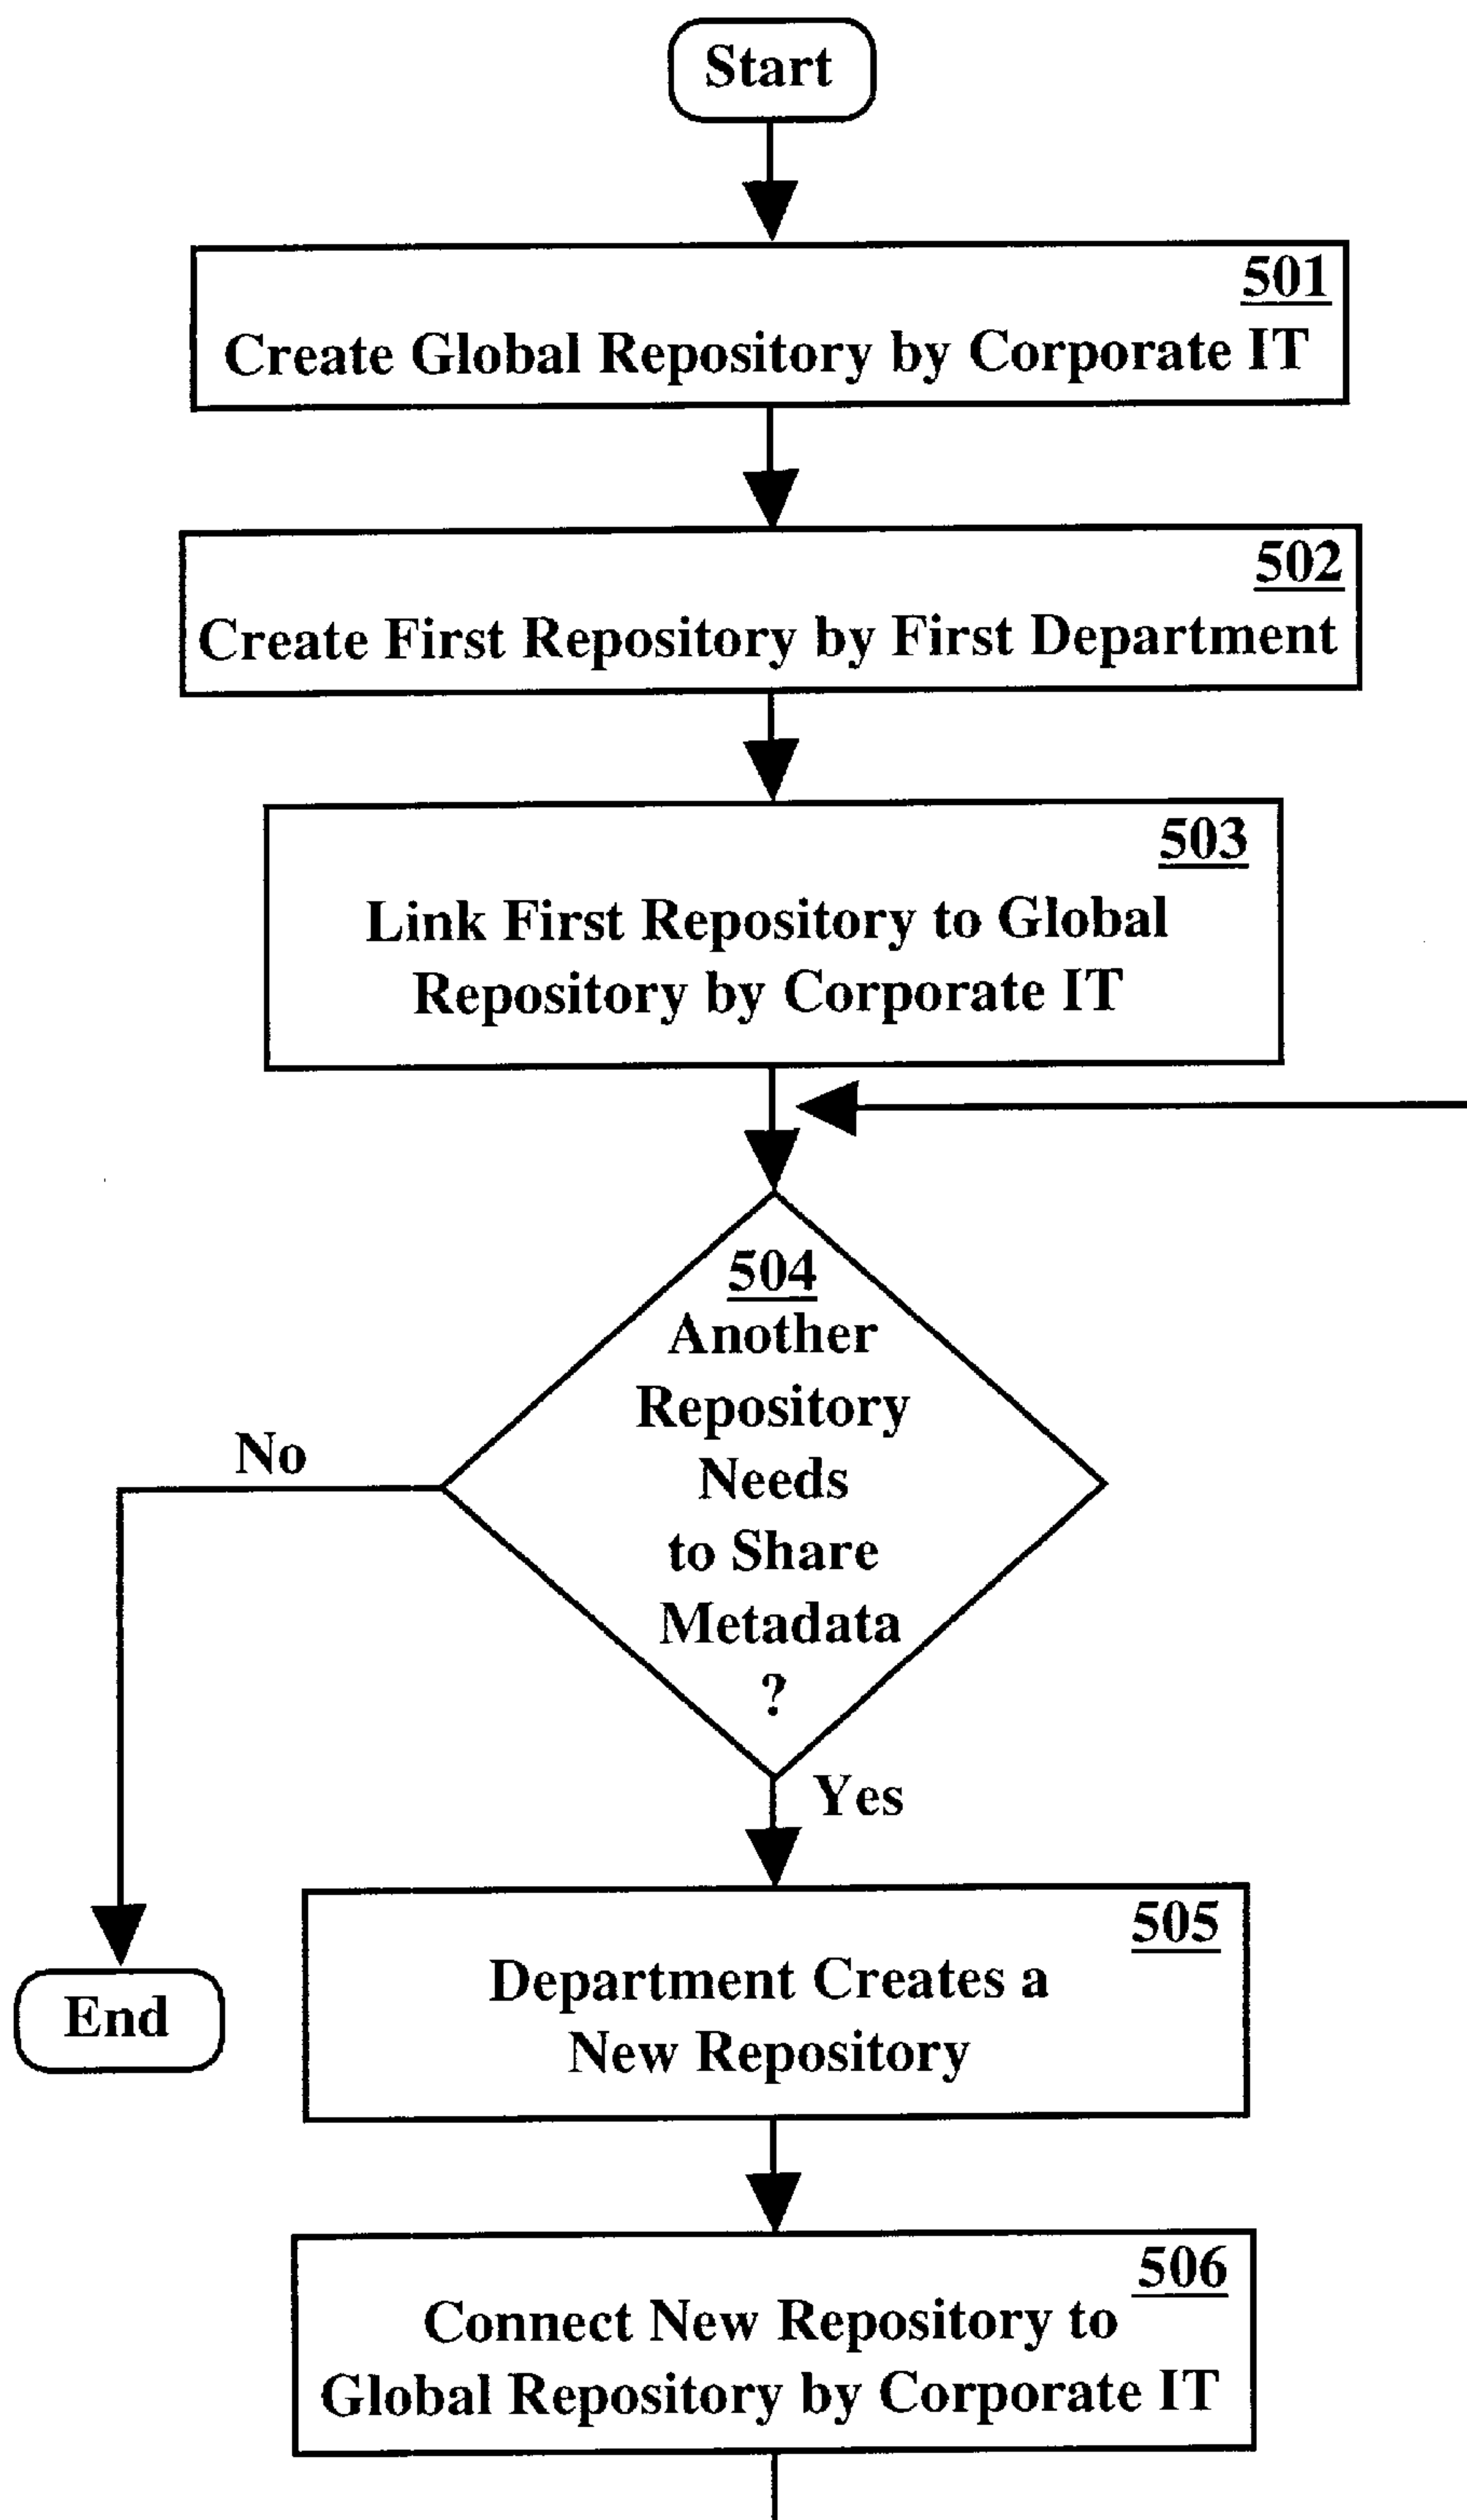 Start
501
Create Global Repository by Corporate IT
502
Create First Repository by First Department
503
Link First Repository to Global
Repository by Corporate IT
504
Another
Repository
Needs
to Share
Metadata
?
No
Yes
505
Department Creates a
New Repository
End
506
Connect New Repository to
Global Repository by Corporate IT